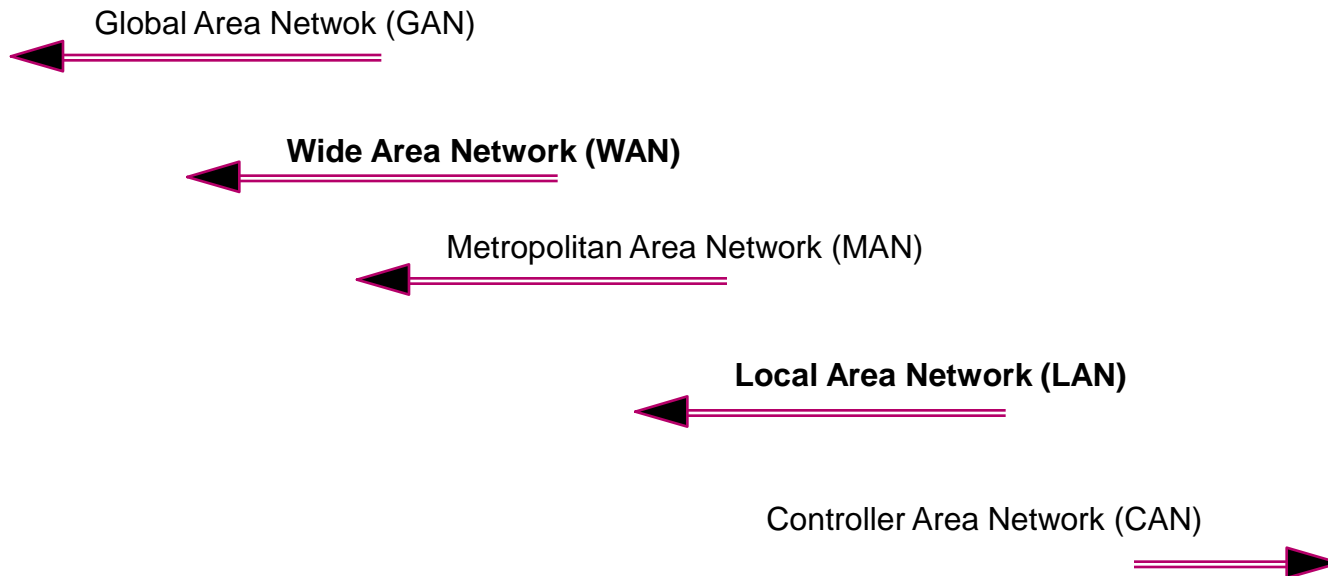 Global Area Netwok (GAN)
Wide Area Network (WAN)
Metropolitan Area Network (MAN)
Local Area Network (LAN)
Controller Area Network (CAN)